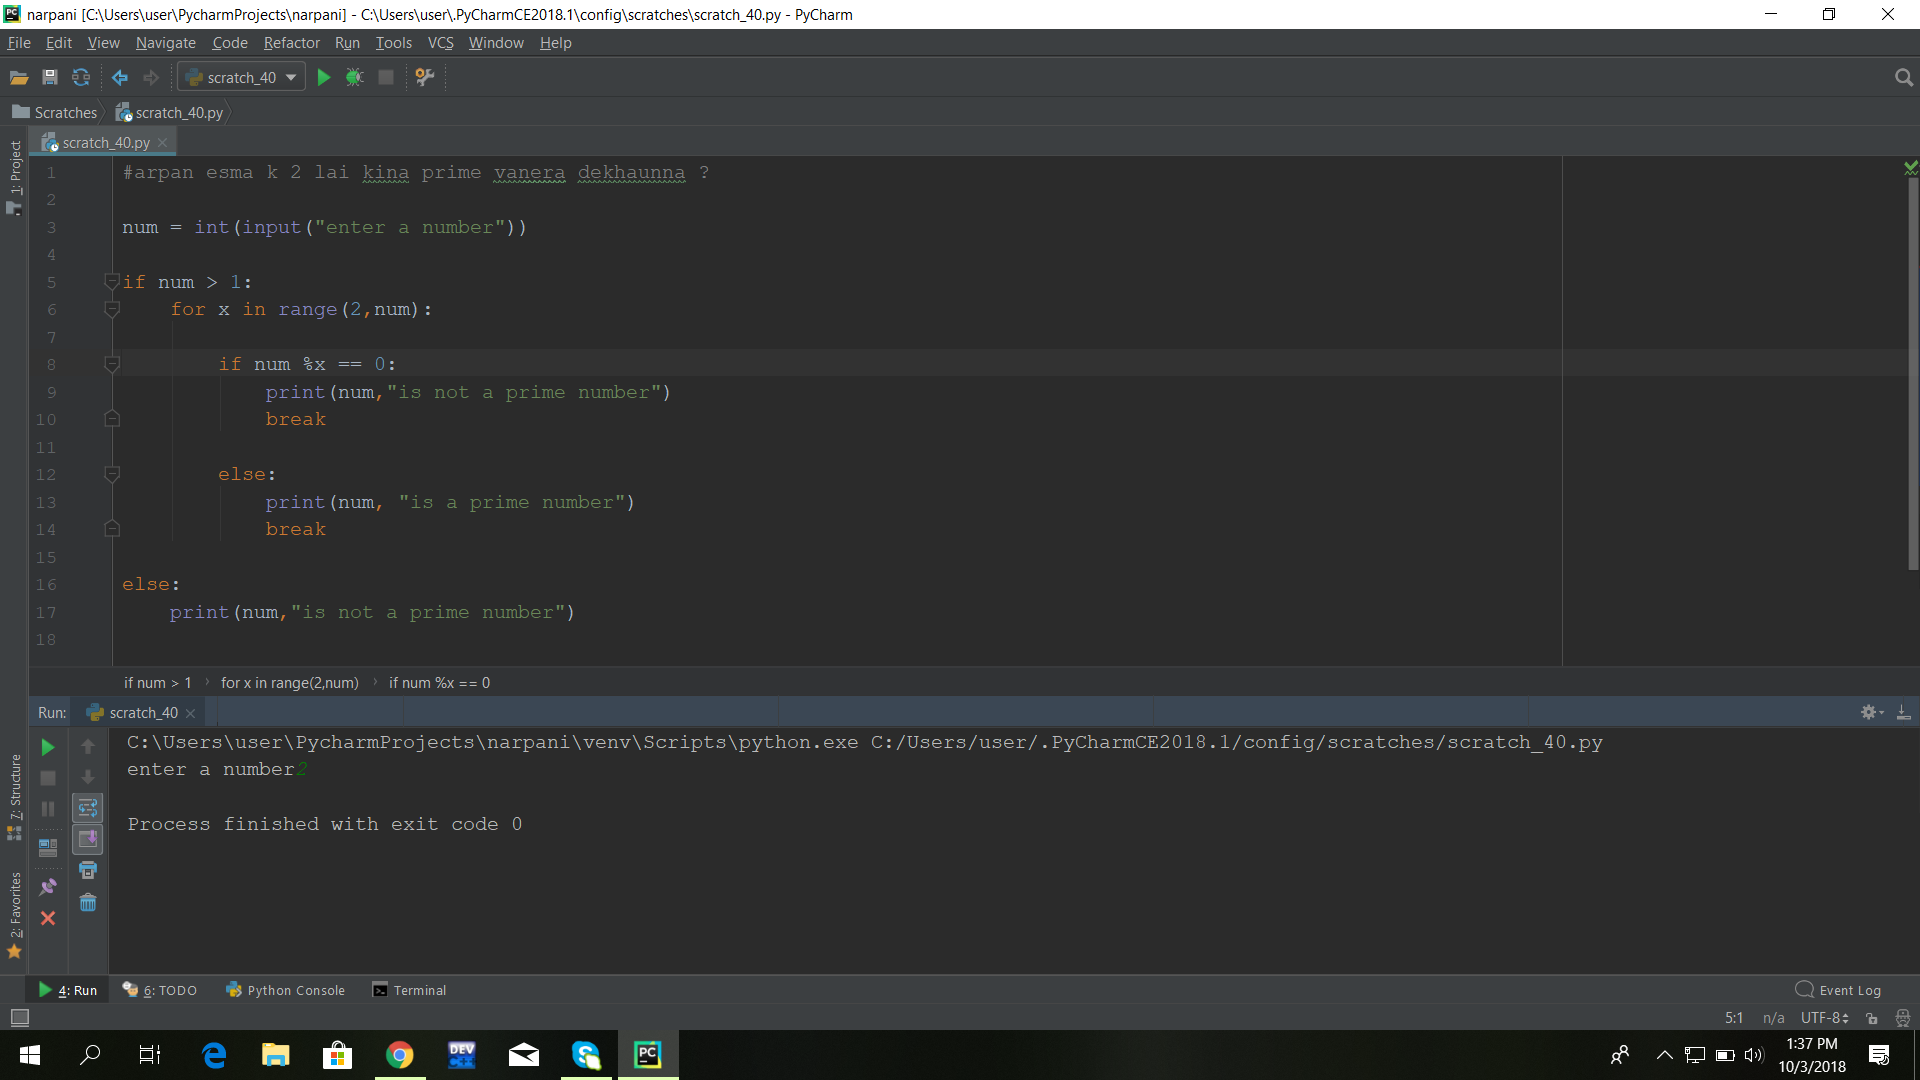 narpani [C:\Users\user\PycharmProjects\narpani] - C:\Users\user\.PyCharmCE2018.1\config\scratches\scratch_40.py - PyCharm
File Edit View Navigate Code Refactor Run Tools VCS Window Help
scratch_40
Scratches scratch_40.py
scratch_40.py
1: Project
1 #arpan esma k 2 lai kina prime vanera dekhaunna ?
2
3 num = int(input("enter a number"))
4
5 if num > 1:
6     for x in range(2,num):
7
8         if num %x == 0:
9             print(num,"is not a prime number")
10             break
11
12         else:
13             print(num, "is a prime number")
14             break
15
16 else:
17     print(num,"is not a prime number")
18
if num > 1 › for x in range(2,num) › if num %x == 0
Run: scratch_40
C:\Users\user\PycharmProjects\narpani\venv\Scripts\python.exe C:/Users/user/.PyCharmCE2018.1/config/scratches/scratch_40.py
enter a number2
Process finished with exit code 0
7: Structure
2: Favorites
4: Run 6: TODO Python Console Terminal Event Log
5:1 n/a UTF-8
DEV C++
PC
1:37 PM
10/3/2018